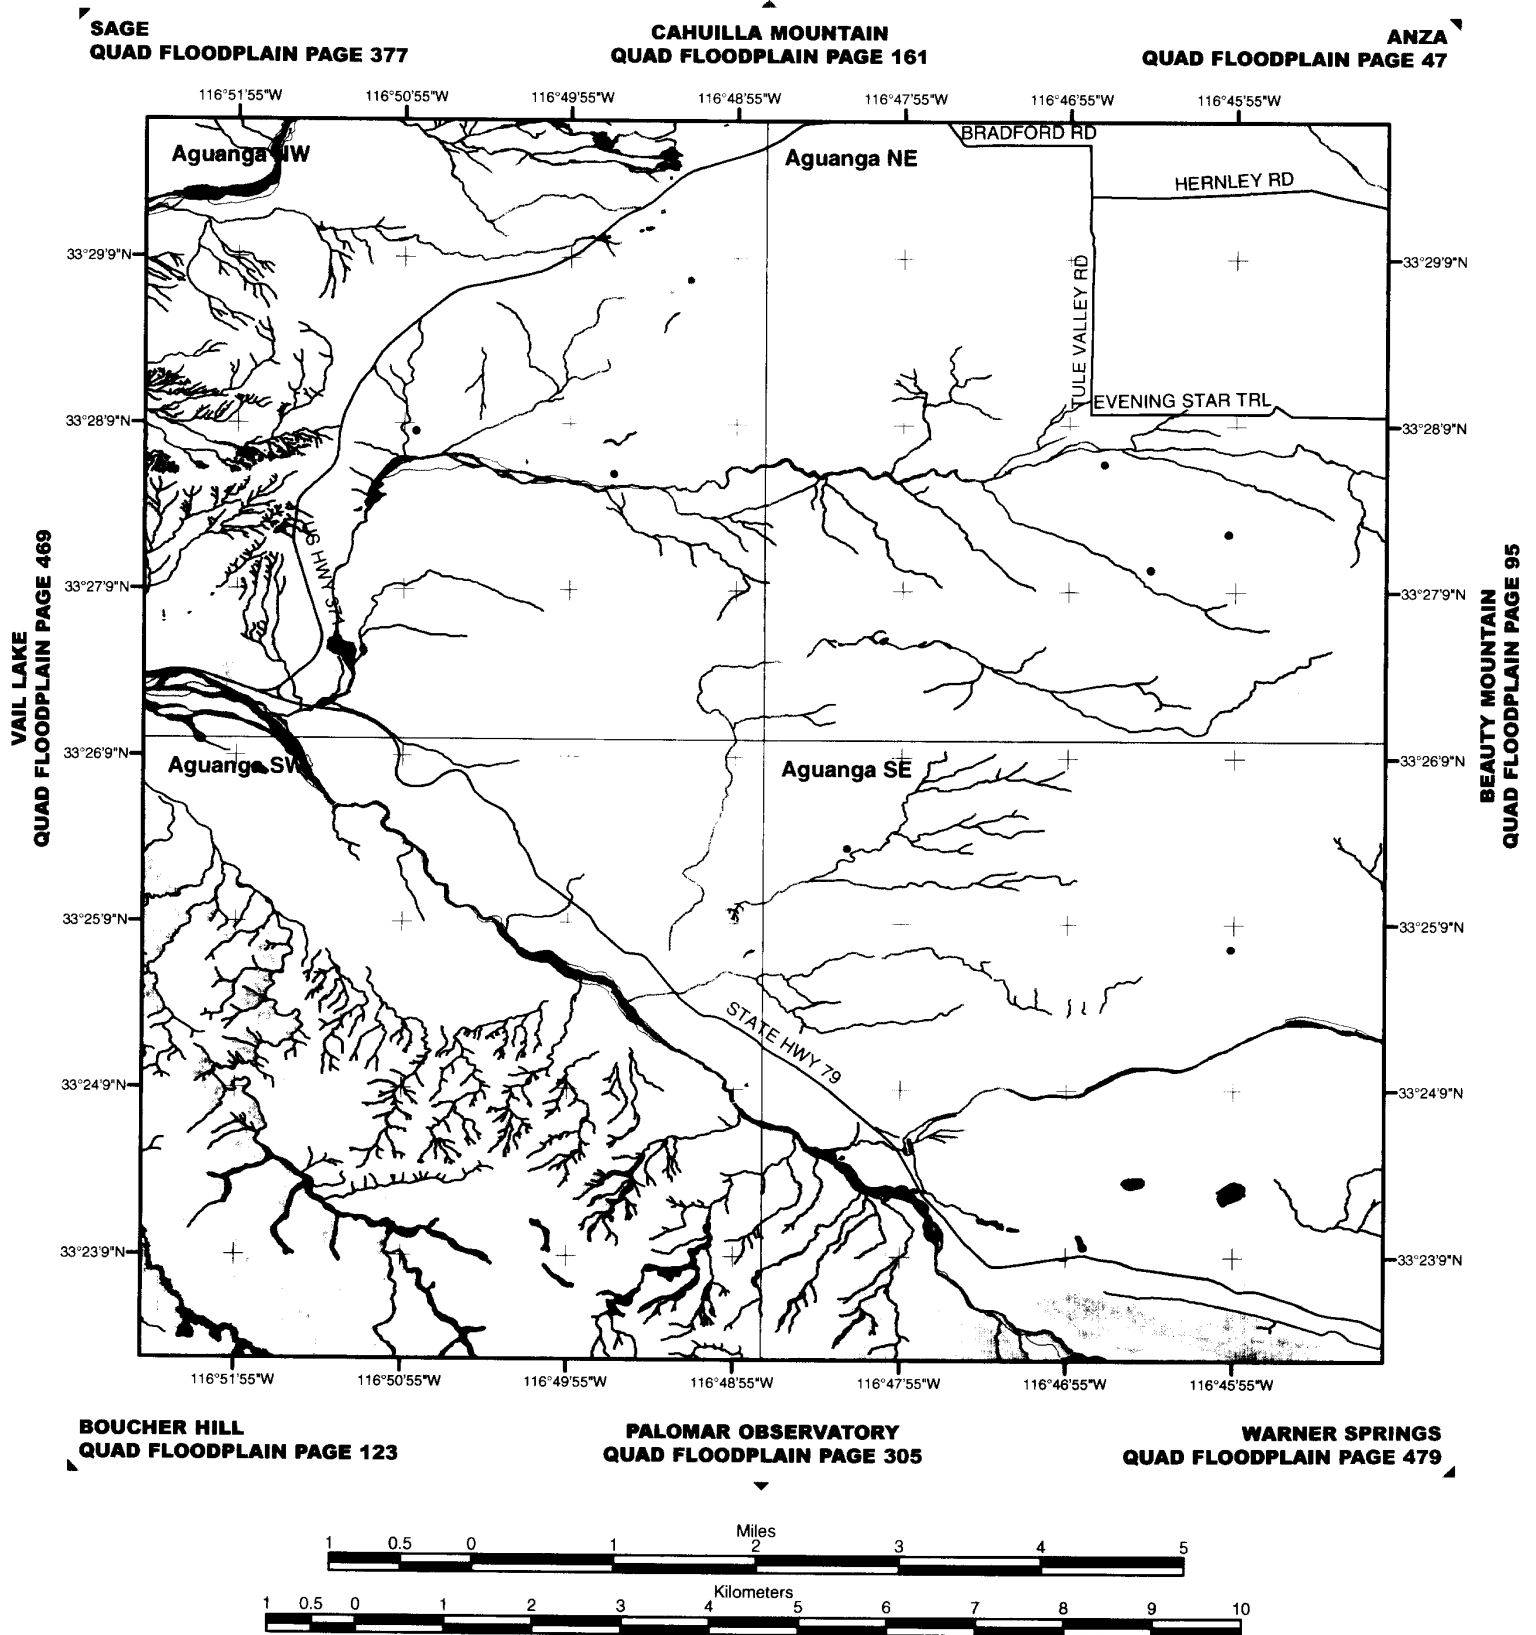 SAGE
QUAD FLOODPLAIN PAGE 377
CAHUILLA MOUNTAIN
QUAD FLOODPLAIN PAGE 161
ANZA
QUAD FLOODPLAIN PAGE 47
116°51'55"W 116°50'55"W 116°49'55"W 116°48'55"W 116°47'55"W 116°46'55"W 116°45'55"W
BRADFORD RD
Aguanga NW
Aguanga NE
HERNLEY RD
33°29'9"N
33°29'9"N
TULE VALLEY RD
EVENING STAR TRL
33°28'9"N
33°28'9"N
US HWY 371
VAIL LAKE
QUAD FLOODPLAIN PAGE 469
BEAUTY MOUNTAIN
QUAD FLOODPLAIN PAGE 95
33°27'9"N
33°27'9"N
33°26'9"N
33°26'9"N
Aguanga SW
Aguanga SE
33°25'9"N
33°25'9"N
STATE HWY 79
33°24'9"N
33°24'9"N
33°23'9"N
33°23'9"N
116°51'55"W 116°50'55"W 116°49'55"W 116°48'55"W 116°47'55"W 116°46'55"W 116°45'55"W
BOUCHER HILL
QUAD FLOODPLAIN PAGE 123
PALOMAR OBSERVATORY
QUAD FLOODPLAIN PAGE 305
WARNER SPRINGS
QUAD FLOODPLAIN PAGE 479
Miles
1 0.5 0 1 2 3 4 5
Kilometers
1 0.5 0 1 2 3 4 5 6 7 8 9 10